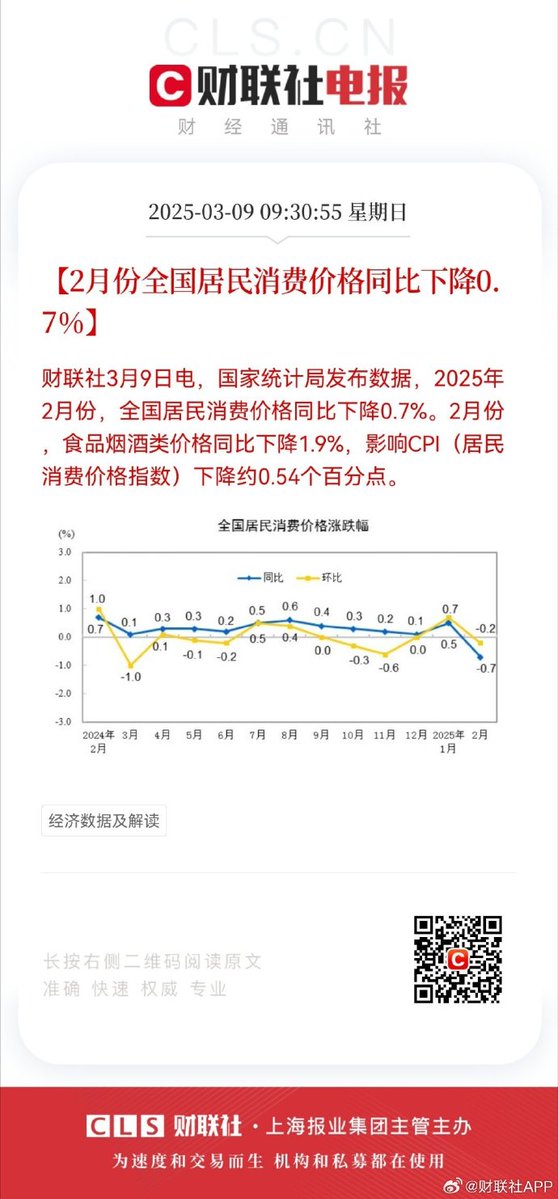 CLS.CN
财联社电报
财经通讯社
2025-03-09 09:30:55 星期日
【2月份全国居民消费价格同比下降0.
7%】
财联社3月9日电，国家统计局发布数据，2025年
2月份，全国居民消费价格同比下降0.7%。2月份
，食品烟酒类价格同比下降1.9%，影响CPI（居民
消费价格指数）下降约0.54个百分点。
全国居民消费价格涨跌幅
(%)
3.0
同比 环比
2.0
1.0
0.0
-1.0
-2.0
-3.0
1.0 0.1 0.3 0.3 0.2 0.5 0.6 0.4 0.3 0.2 0.1 0.7 -0.2
0.7 -1.0 0.1 -0.1 -0.2 0.5 0.4 0.0 -0.3 -0.6 0.0 0.5 -0.7
2024年 3月 4月 5月 6月 7月 8月 9月 10月 11月 12月 2025年 2月
2月 1月
经济数据及解读
长按右侧二维码阅读原文
准确 快速 权威 专业
CLS 财联社·上海报业集团主管主办
为速度和交易而生 机构和私募都在使用
@财联社APP